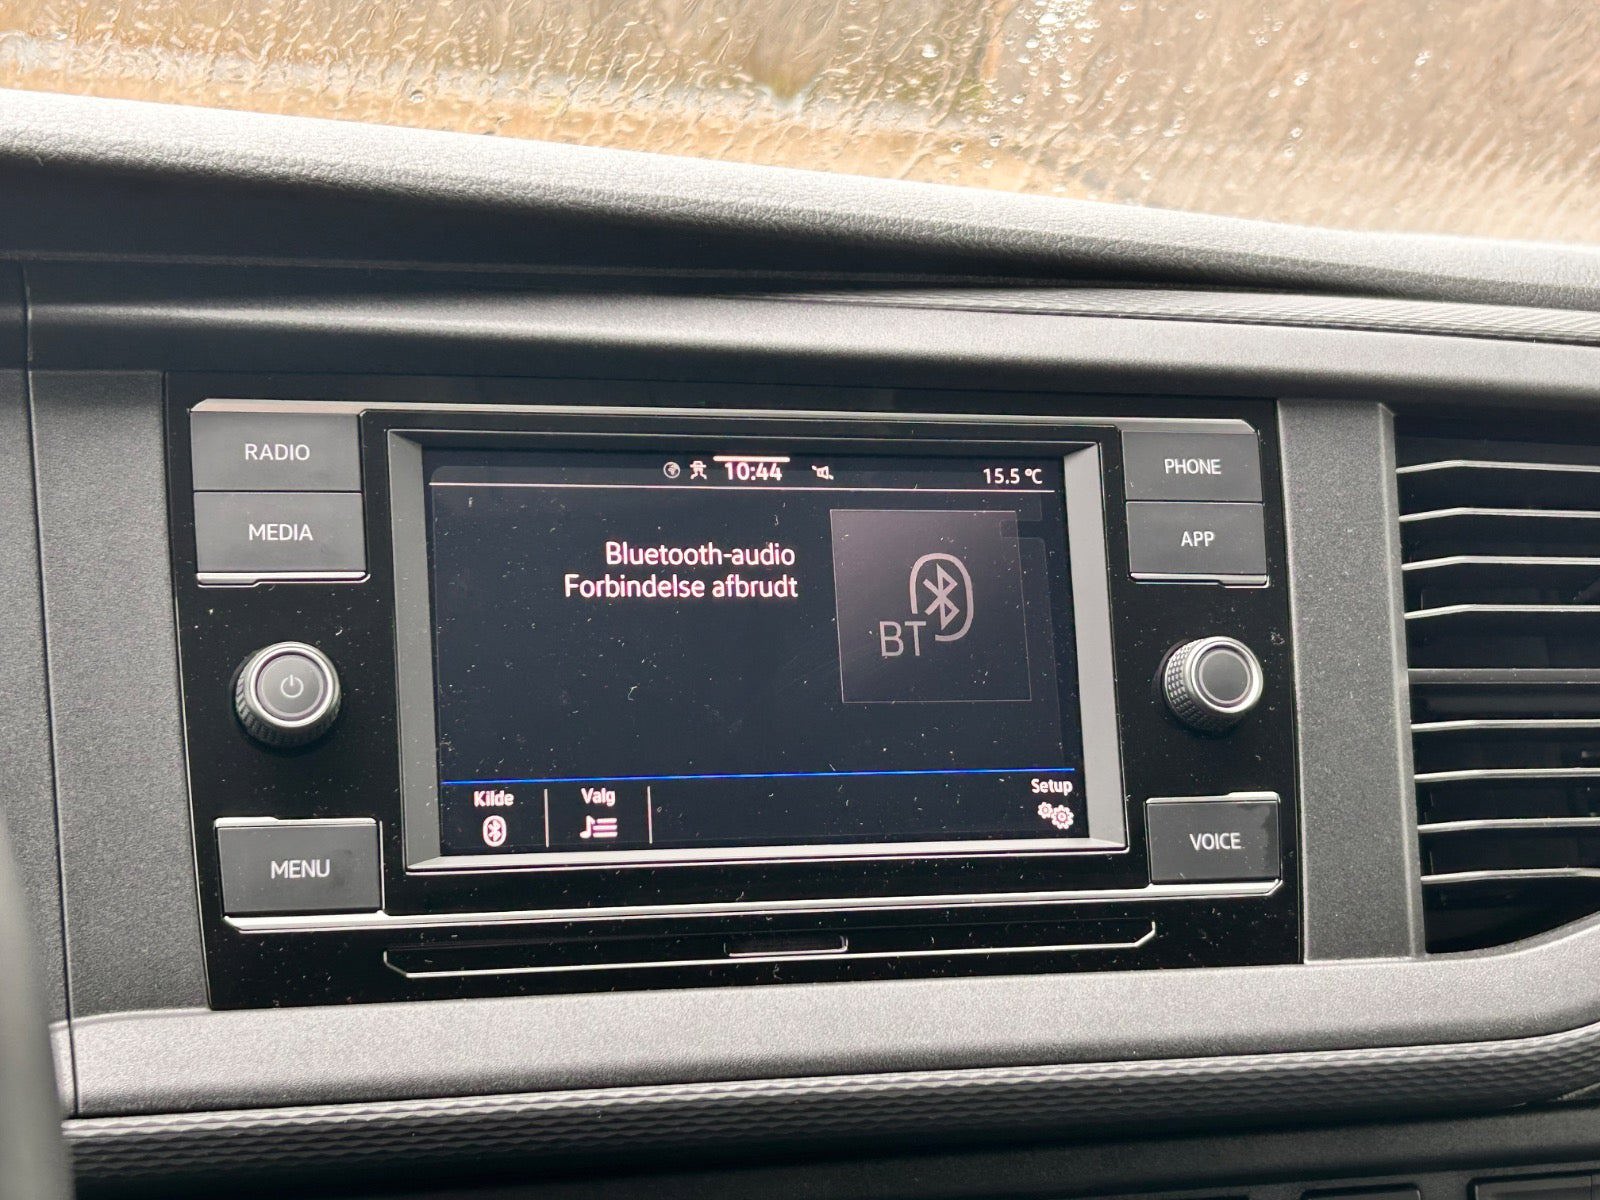 RADIO
MEDIA
MENU
10:44
15.5 °C
Bluetooth-audio
Forbindelse afbrudt
BT
Kilde
Valg
Setup
PHONE
APP
VOICE